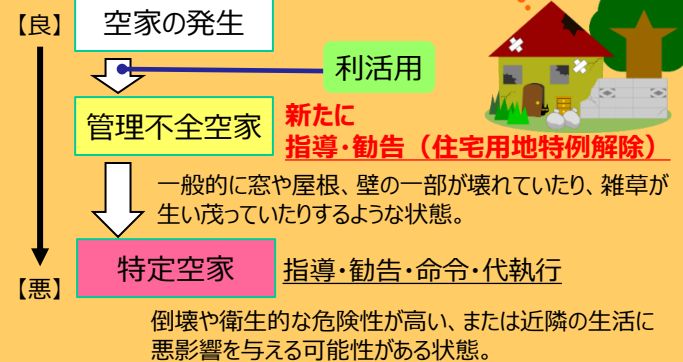 【良】
空家の発生
利活用
管理不全空家
新たに
指導・勧告（住宅用地特例解除）
一般的に窓や屋根、壁の一部が壊れていたり、雑草が
生い茂っていたりするような状態。
特定空家
指導・勧告・命令・代執行
【悪】
倒壊や衛生的な危険性が高い、または近隣の生活に
悪影響を与える可能性がある状態。